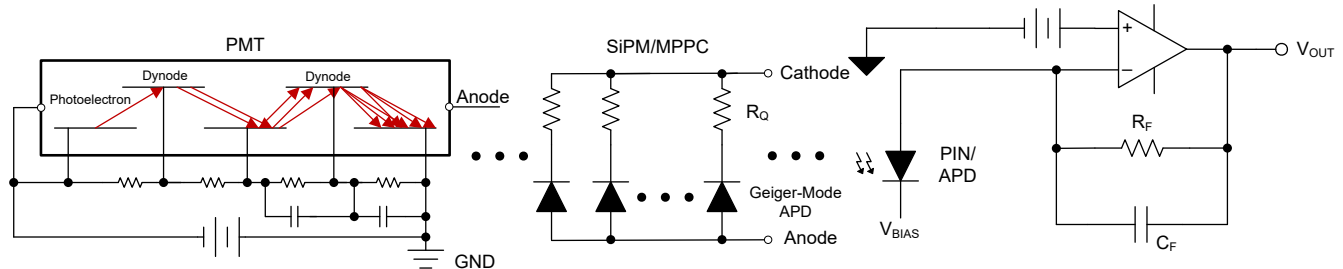 PMT
Dynode
Dynode
Photoelectron
Anode
GND
SiPM/MPPC
Cathode
R_Q
Geiger-Mode
APD
Anode
PIN/
APD
V_BIAS
+
−
V_OUT
R_F
C_F